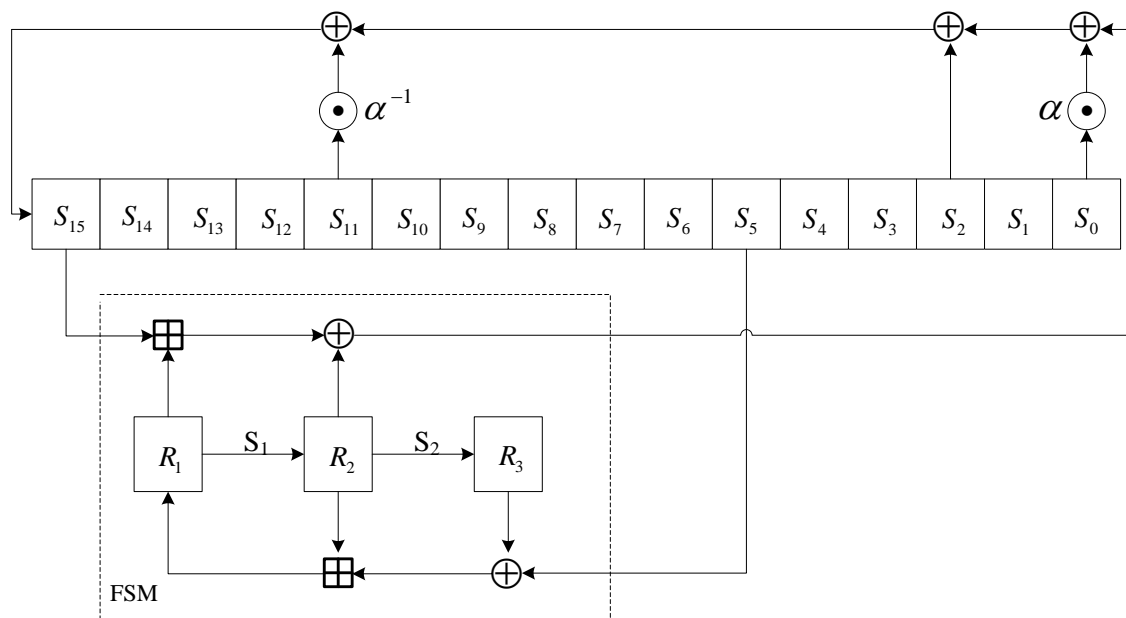 α⁻¹ α
S₁₅ S₁₄ S₁₃ S₁₂ S₁₁ S₁₀ S₉ S₈ S₇ S₆ S₅ S₄ S₃ S₂ S₁ S₀
R₁ S₁ R₂ S₂ R₃
FSM